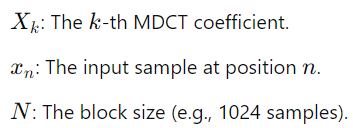 X_k: The k-th MDCT coefficient.
x_n: The input sample at position n.
N: The block size (e.g., 1024 samples).